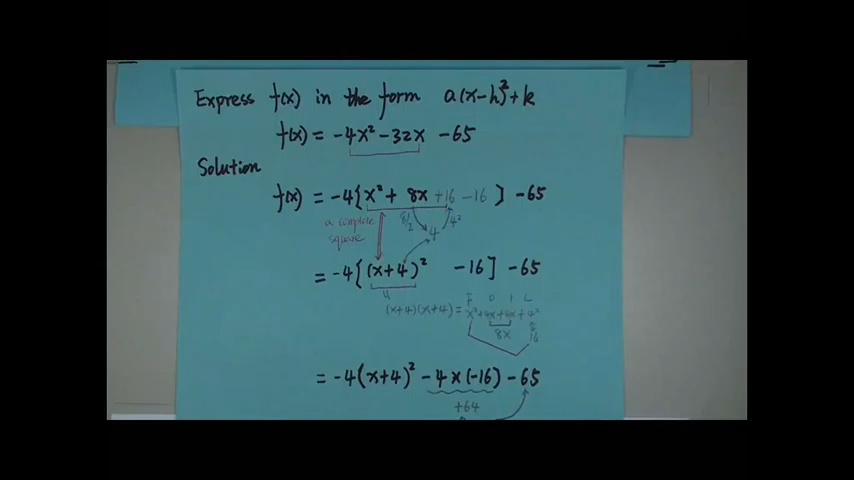 Express f(x) in the form a(x-h)²+k
f(x) = -4x² -32x -65
Solution
f(x) = -4[x² + 8x +16 -16] -65
a complete square
8/2
4
4²
= -4[(x+4)² -16] -65
4
F O I L
(x+4)(x+4) = x²+4x+4x+4²
8x
16
= -4(x+4)² -4×(-16) -65
+64